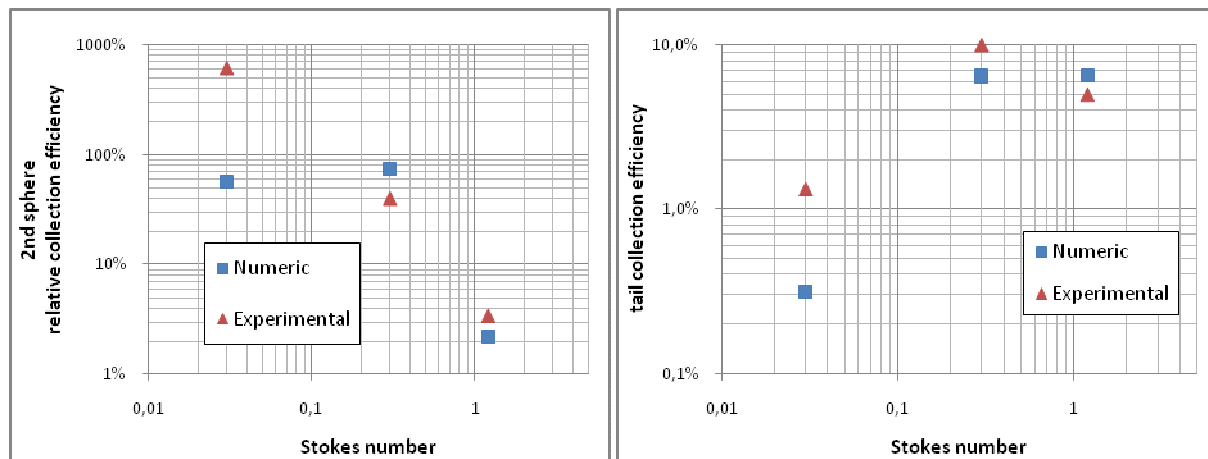 1000%
100%
10%
1%
0,01
0,1
1
2nd sphere
relative collection efficiency
Stokes number
Numeric
Experimental
10,0%
1,0%
0,1%
0,01
0,1
1
tail collection efficiency
Stokes number
Numeric
Experimental